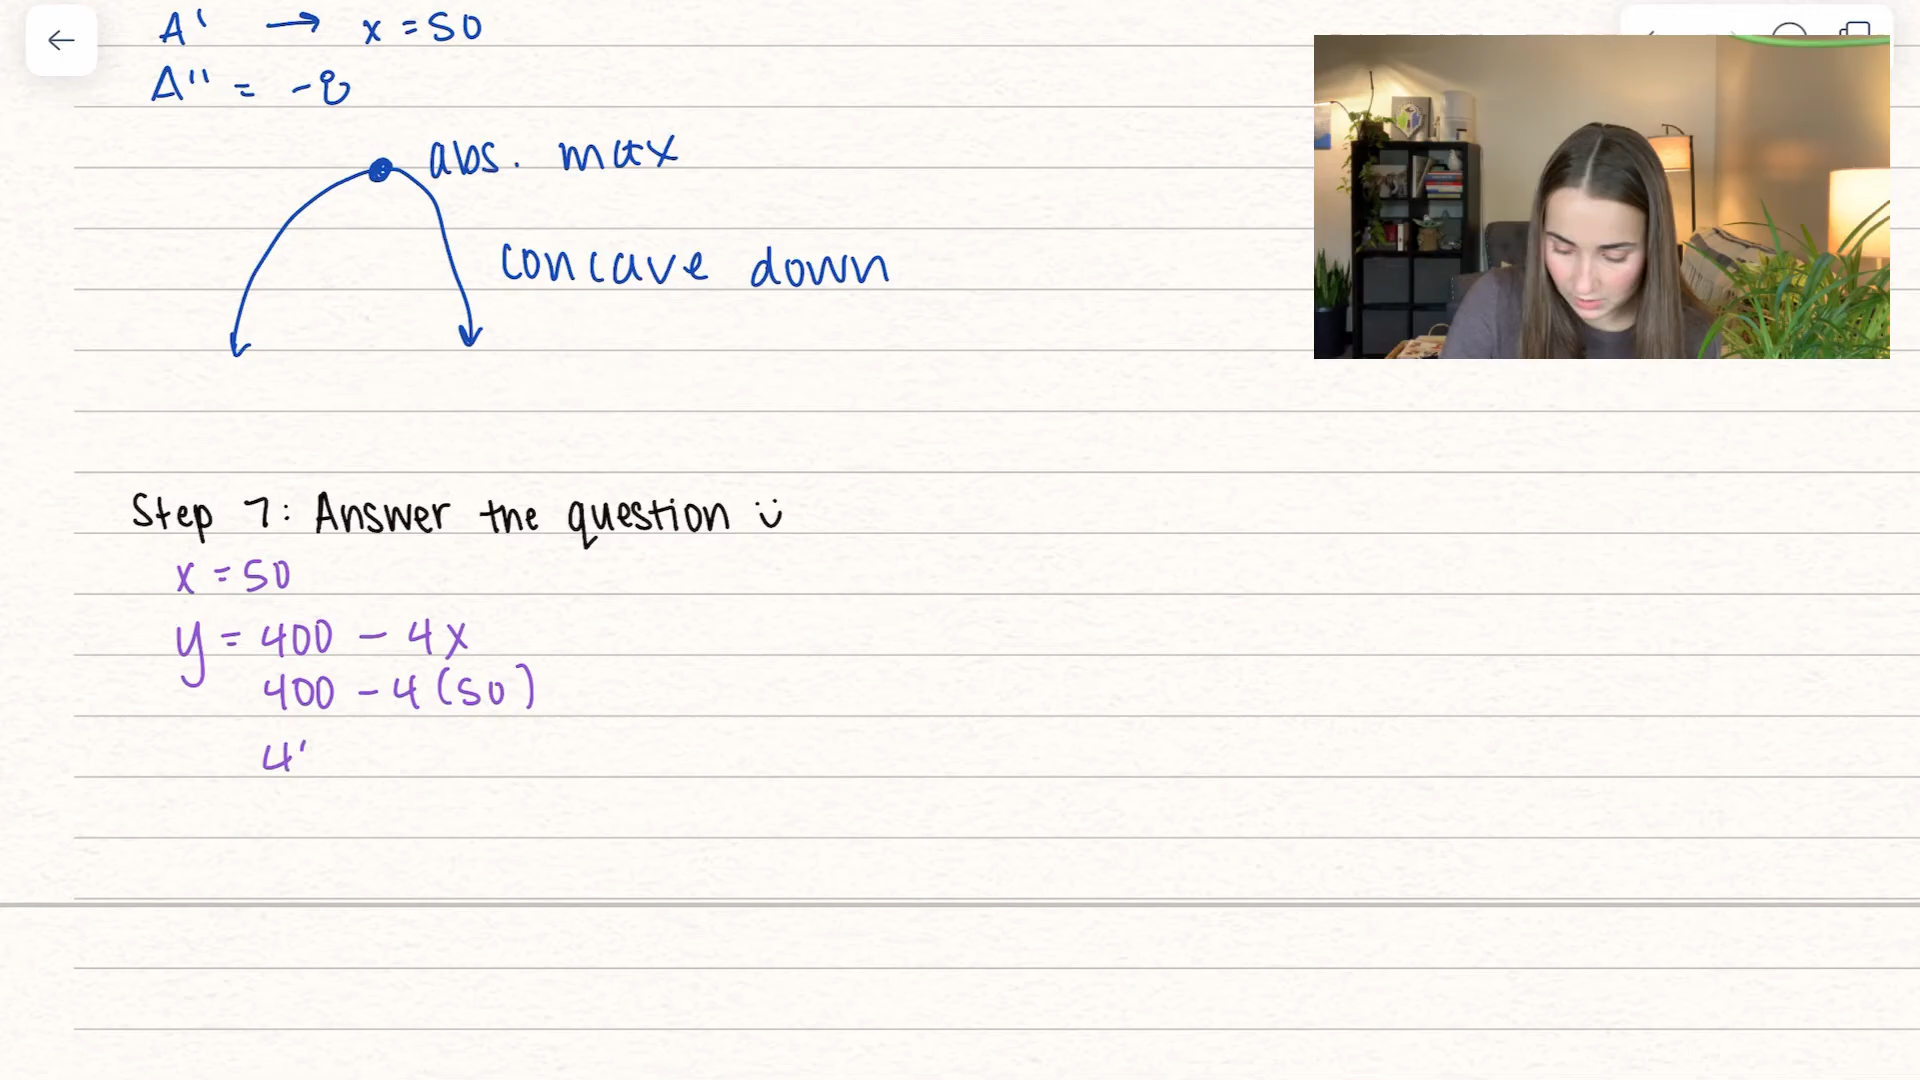 A' → x = 50
A'' = -8
abs. max
concave down
Step 7: Answer the question ü
x = 50
y = 400 - 4x
400 - 4(50)
4'